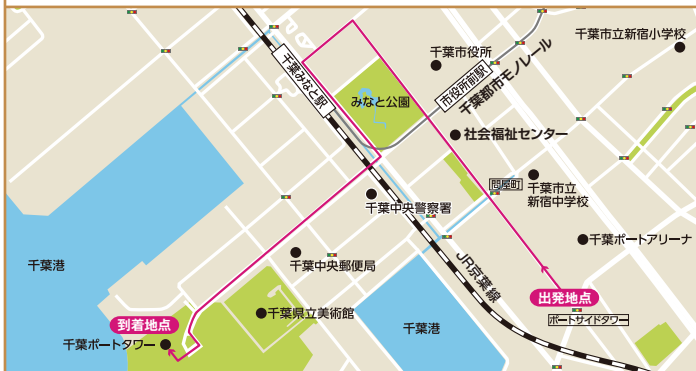 千葉市役所
千葉市立新宿小学校
千葉みなと駅
みなと公園
市役所前駅
千葉都市モノレール
社会福祉センター
問屋町
千葉市立
新宿中学校
千葉中央警察署
千葉ポートアリーナ
千葉港
千葉中央郵便局
JR京葉線
出発地点
ポートサイドタワー
千葉県立美術館
到着地点
千葉港
千葉ポートタワー